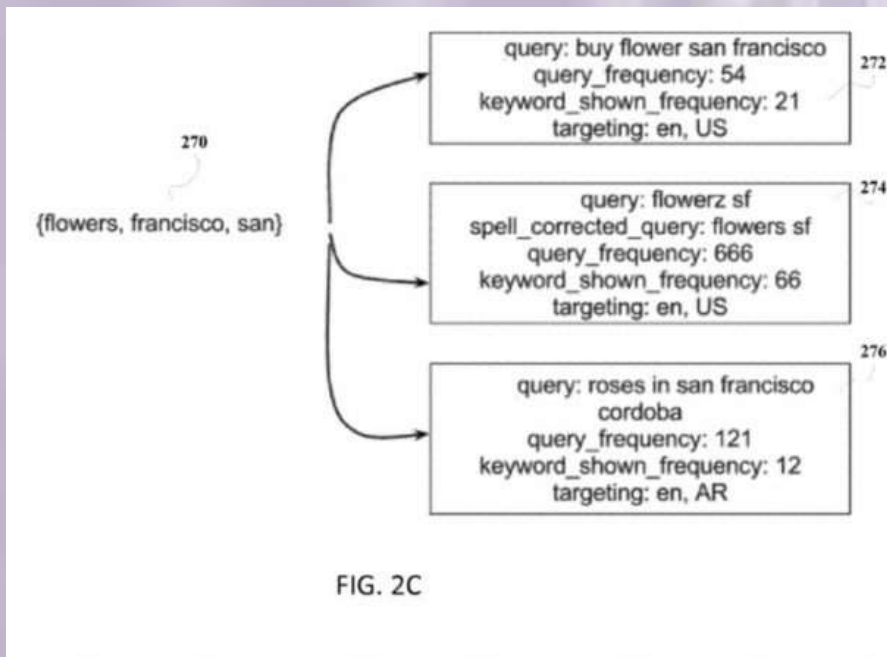 query: buy flower san francisco
query_frequency: 54
keyword_shown_frequency: 21
targeting: en, US
272
270
{flowers, francisco, san}
query: flowerz sf
spell_corrected_query: flowers sf
query_frequency: 666
keyword_shown_frequency: 66
targeting: en, US
274
query: roses in san francisco
cordoba
query_frequency: 121
keyword_shown_frequency: 12
targeting: en, AR
276
FIG. 2C